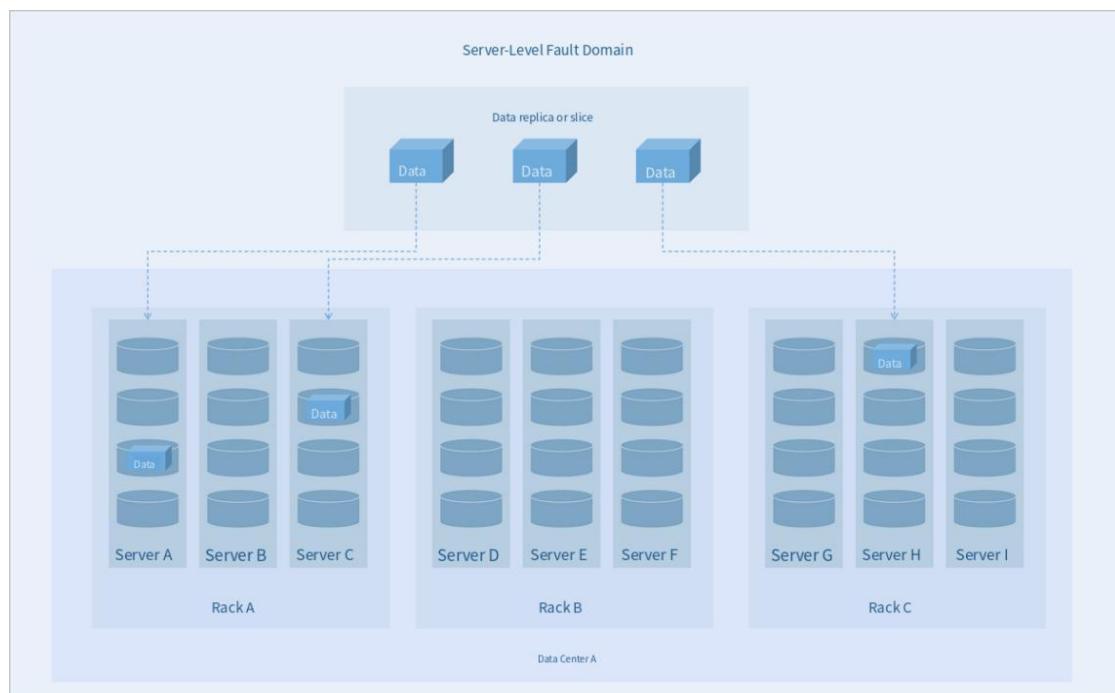 Server-Level Fault Domain
Data replica or slice
Data Data Data
Data
Data
Data
Server A Server B Server C Server D Server E Server F Server G Server H Server I
Rack A Rack B Rack C
Data Center A